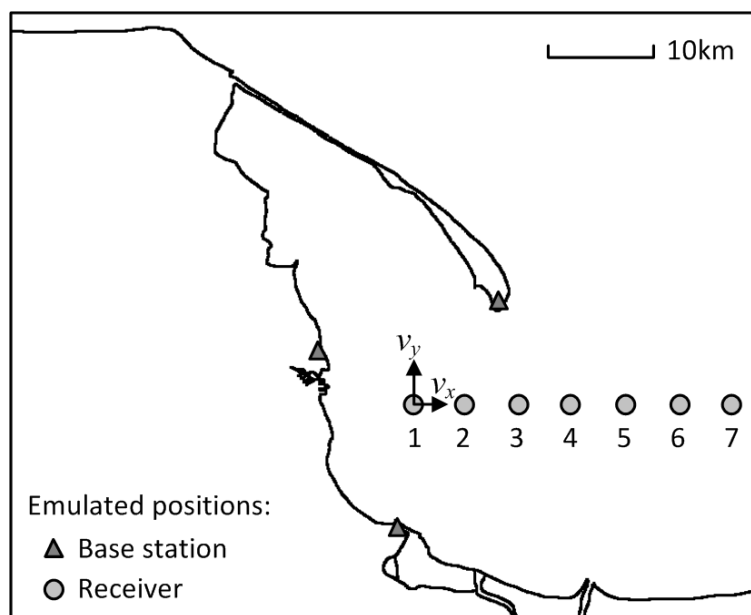 10km
v_y
v_x
1 2 3 4 5 6 7
Emulated positions:
Base station
Receiver